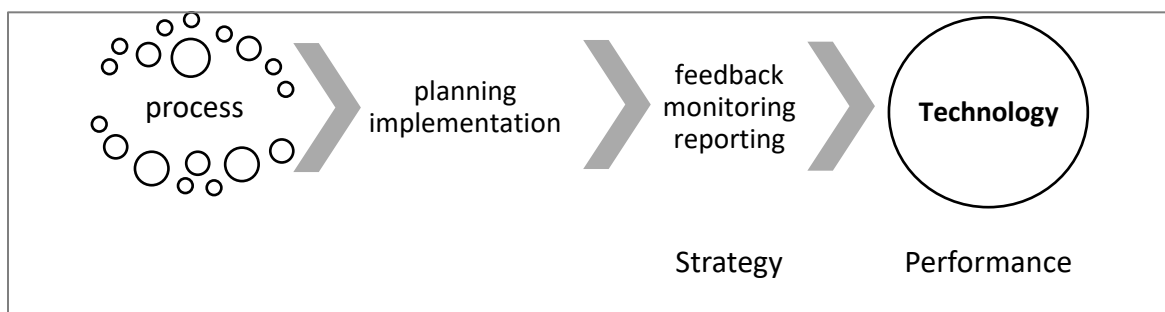 process
planning
implementation
feedback
monitoring
reporting
Technology
Strategy
Performance